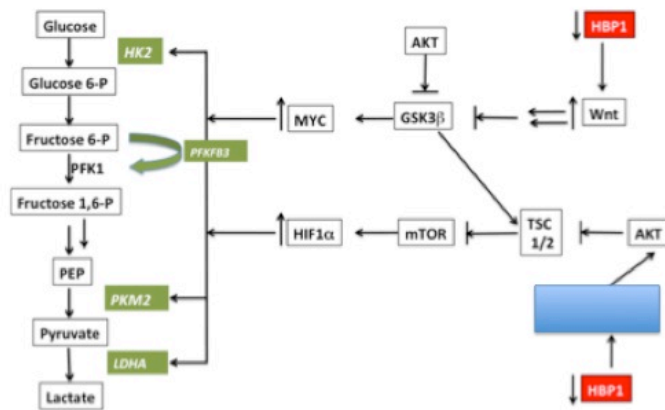 Glucose
HBP1
HK2
AKT
Glucose 6-P
MYC
GSK3β
Wnt
Fructose 6-P
PFKFB3
PFK1
Fructose 1,6-P
HIF1α
mTOR
TSC
1/2
AKT
PEP
PKM2
Pyruvate
LDHA
Lactate
HBP1